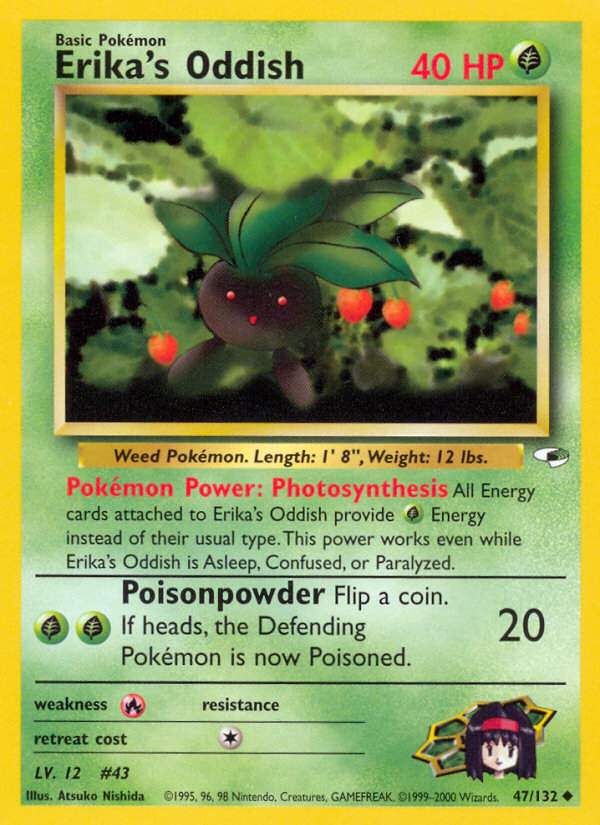 Basic Pokémon
Erika's Oddish 40 HP
Weed Pokémon. Length: 1' 8", Weight: 12 lbs.
Pokémon Power: Photosynthesis All Energy
cards attached to Erika's Oddish provide Energy
instead of their usual type. This power works even while
Erika's Oddish is Asleep, Confused, or Paralyzed.
Poisonpowder Flip a coin.
If heads, the Defending
Pokémon is now Poisoned.
20
weakness resistance
retreat cost
LV. 12 #43
Illus. Atsuko Nishida ©1995, 96, 98 Nintendo, Creatures, GAMEFREAK. ©1999-2000 Wizards. 47/132